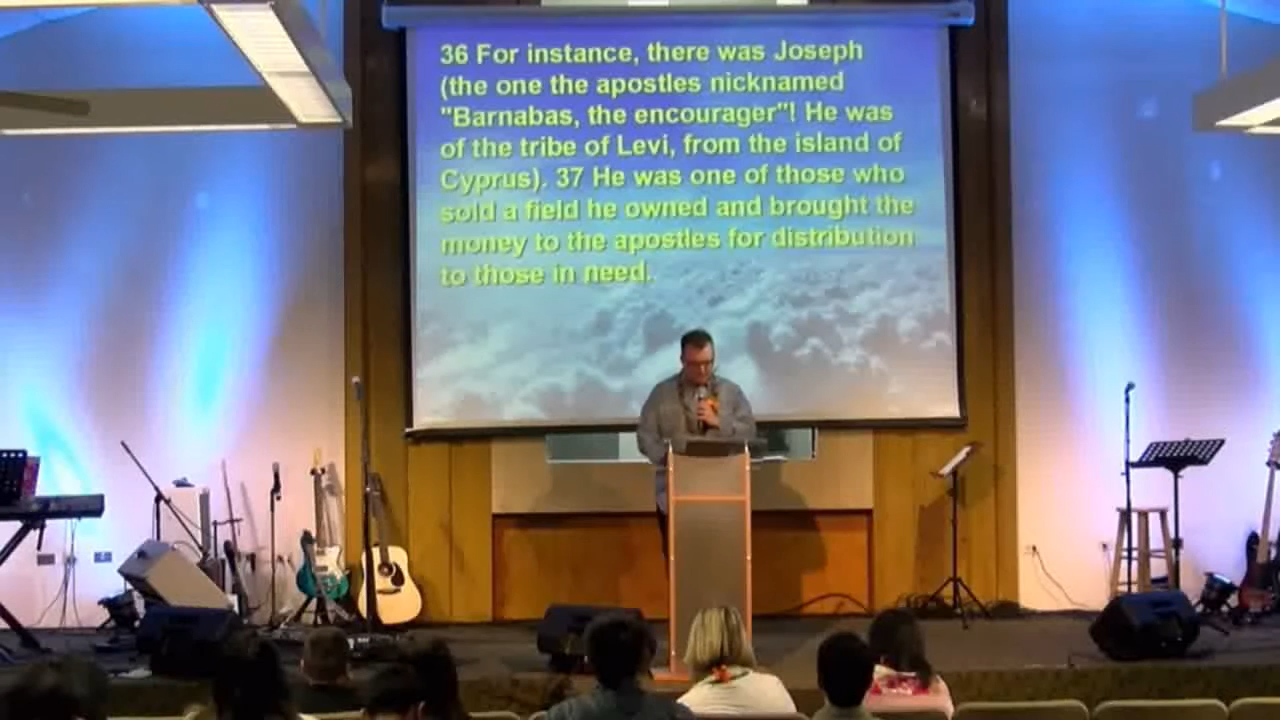 36 For instance, there was Joseph
(the one the apostles nicknamed
"Barnabas, the encourager"! He was
of the tribe of Levi, from the island of
Cyprus). 37 He was one of those who
sold a field he owned and brought the
money to the apostles for distribution
to those in need.